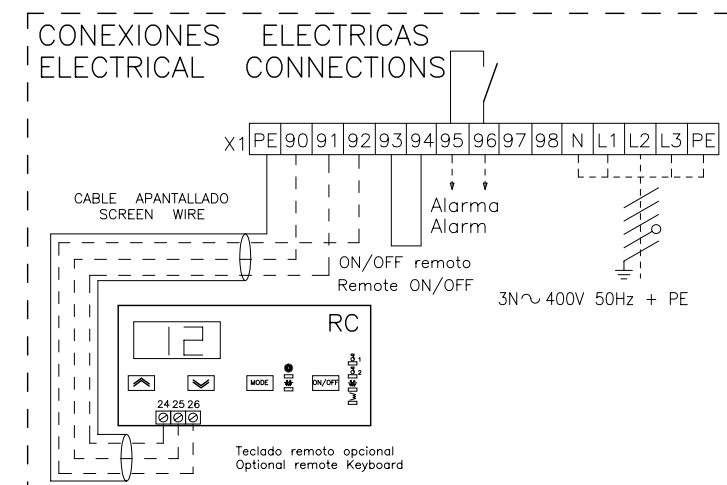 CONEXIONES ELECTRICAS
ELECTRICAL CONNECTIONS
X1 PE 90 91 92 93 94 95 96 97 98 N L1 L2 L3 PE
CABLE APANTALLADO
SCREEN WIRE
Alarma
Alarm
ON/OFF remoto
Remote ON/OFF
3N~ 400V 50Hz + PE
RC
12
MODE
ON/OFF
24 25 26
Teclado remoto opcional
Optional remote Keyboard